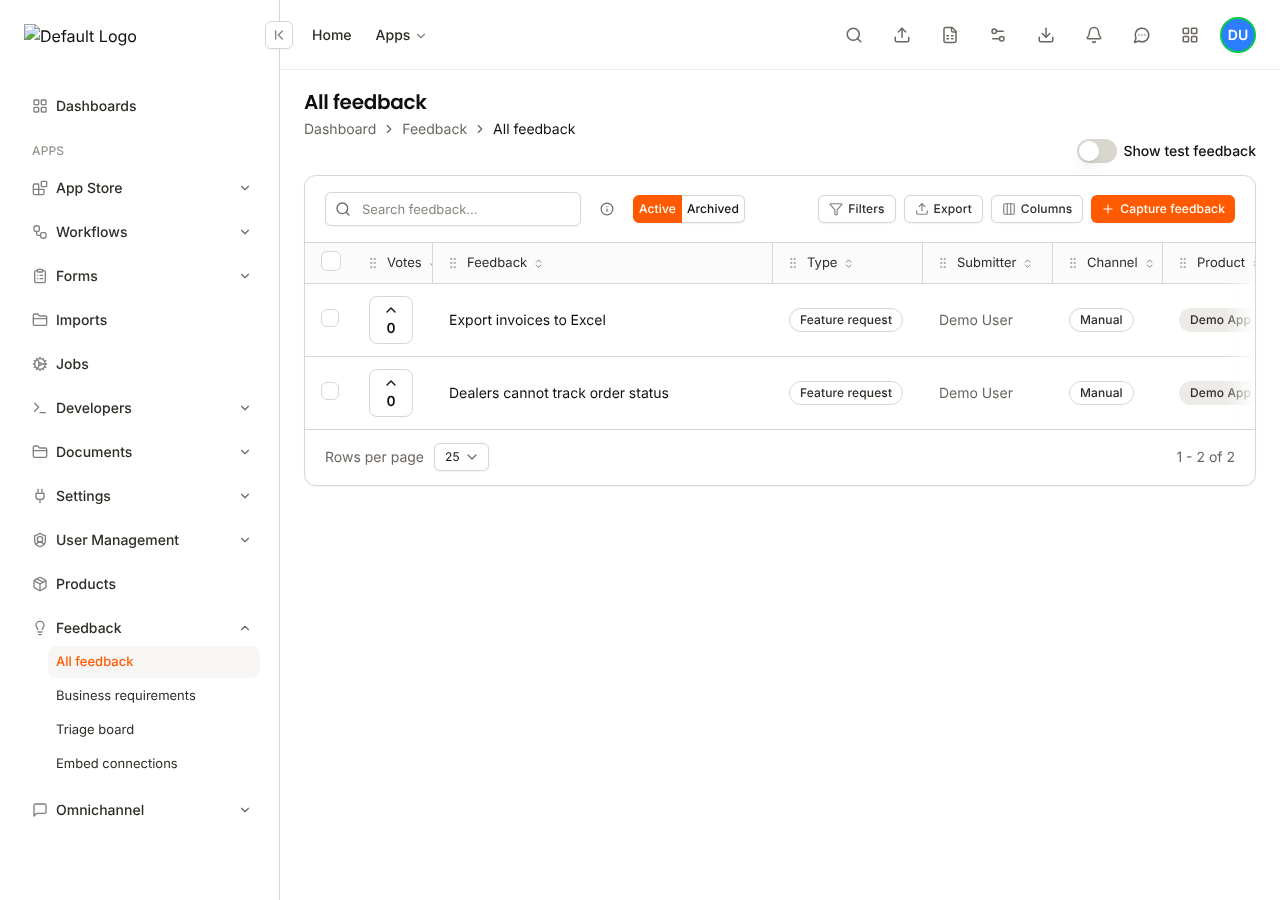 Default Logo
Home
Apps
DU
Dashboards
APPS
App Store
Workflows
Forms
Imports
Jobs
Developers
Documents
Settings
User Management
Products
Feedback
All feedback
Business requirements
Triage board
Embed connections
Omnichannel
All feedback
Dashboard > Feedback > All feedback
Show test feedback
Search feedback...
Active Archived
Filters
Export
Columns
+ Capture feedback
Votes Feedback Type Submitter Channel Product
0 Export invoices to Excel Feature request Demo User Manual Demo App
0 Dealers cannot track order status Feature request Demo User Manual Demo App
Rows per page 25 1 - 2 of 2